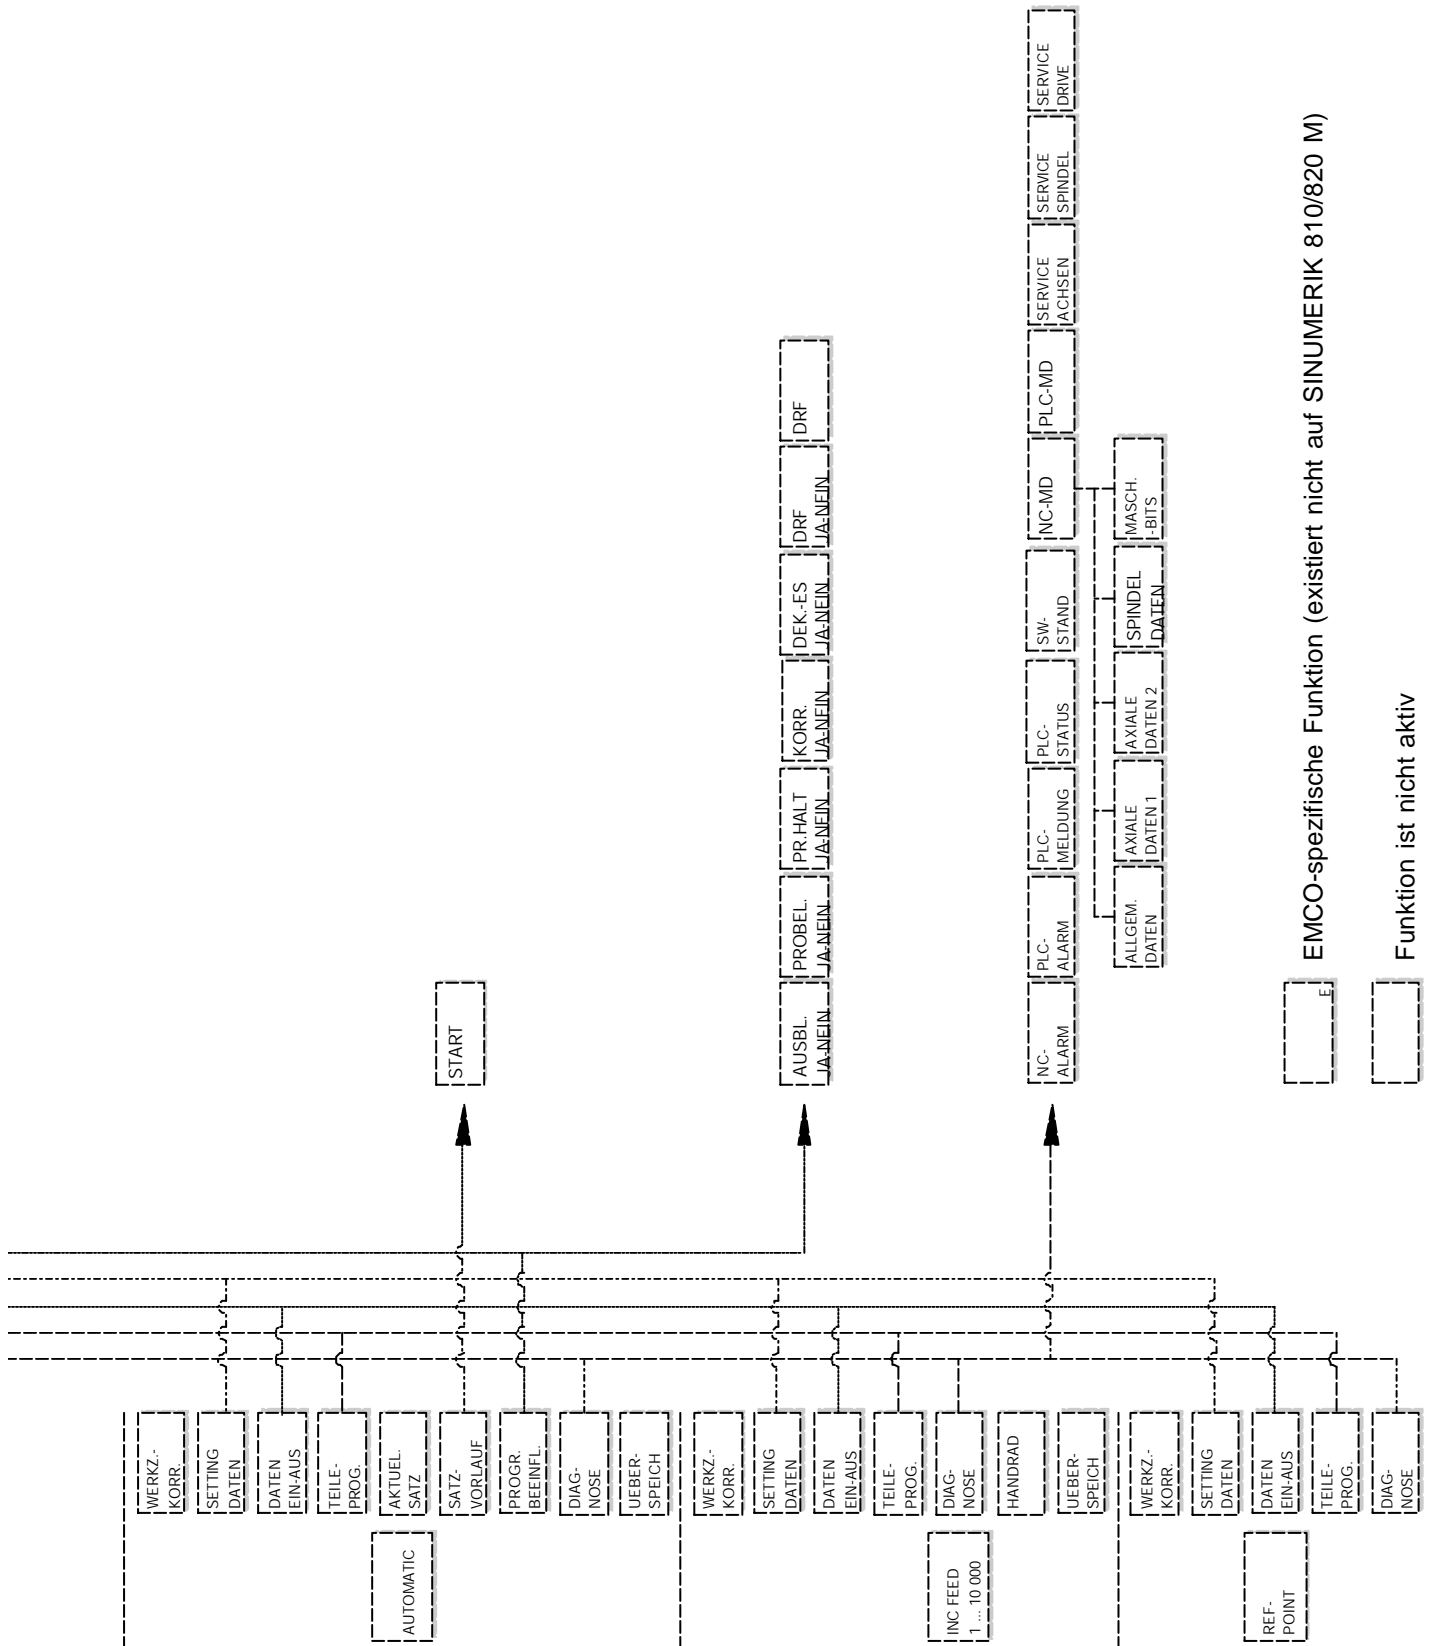 AUTOMATIC
WERKZ.-
KORR.
SETTING
DATEN
DATEN
EIN-AUS
TEILE-
PROG.
AKTUEL.
SATZ
SATZ-
VORLAUF
PROGR.
BEEINFL.
DIAG-
NOSE
UEBER-
SPEICH
INC FEED
1 ... 10 000
WERKZ.-
KORR.
SETTING
DATEN
DATEN
EIN-AUS
TEILE-
PROG.
DIAG-
NOSE
HANDRAD
UEBER-
SPEICH
REF-
POINT
WERKZ.-
KORR.
SETTING
DATEN
DATEN
EIN-AUS
TEILE-
PROG.
DIAG-
NOSE
START
AUSBL.
JA-NEIN
PROBEL.
JA-NEIN
PR.HALT
JA-NEIN
KORR.
JA-NEIN
DEK.-ES
JA-NEIN
DRF
JA-NEIN
DRF
NC-
ALARM
PLC-
ALARM
PLC-
MELDUNG
PLC-
STATUS
SW-
STAND
NC-MD
PLC-MD
SERVICE
ACHSEN
SERVICE
SPINDEL
SERVICE
DRIVE
ALLGEM.
DATEN
AXIALE
DATEN 1
AXIALE
DATEN 2
SPINDEL
DATEN
MASCH.
-BITS
E
EMCO-spezifische Funktion (existiert nicht auf SINUMERIK 810/820 M)
Funktion ist nicht aktiv